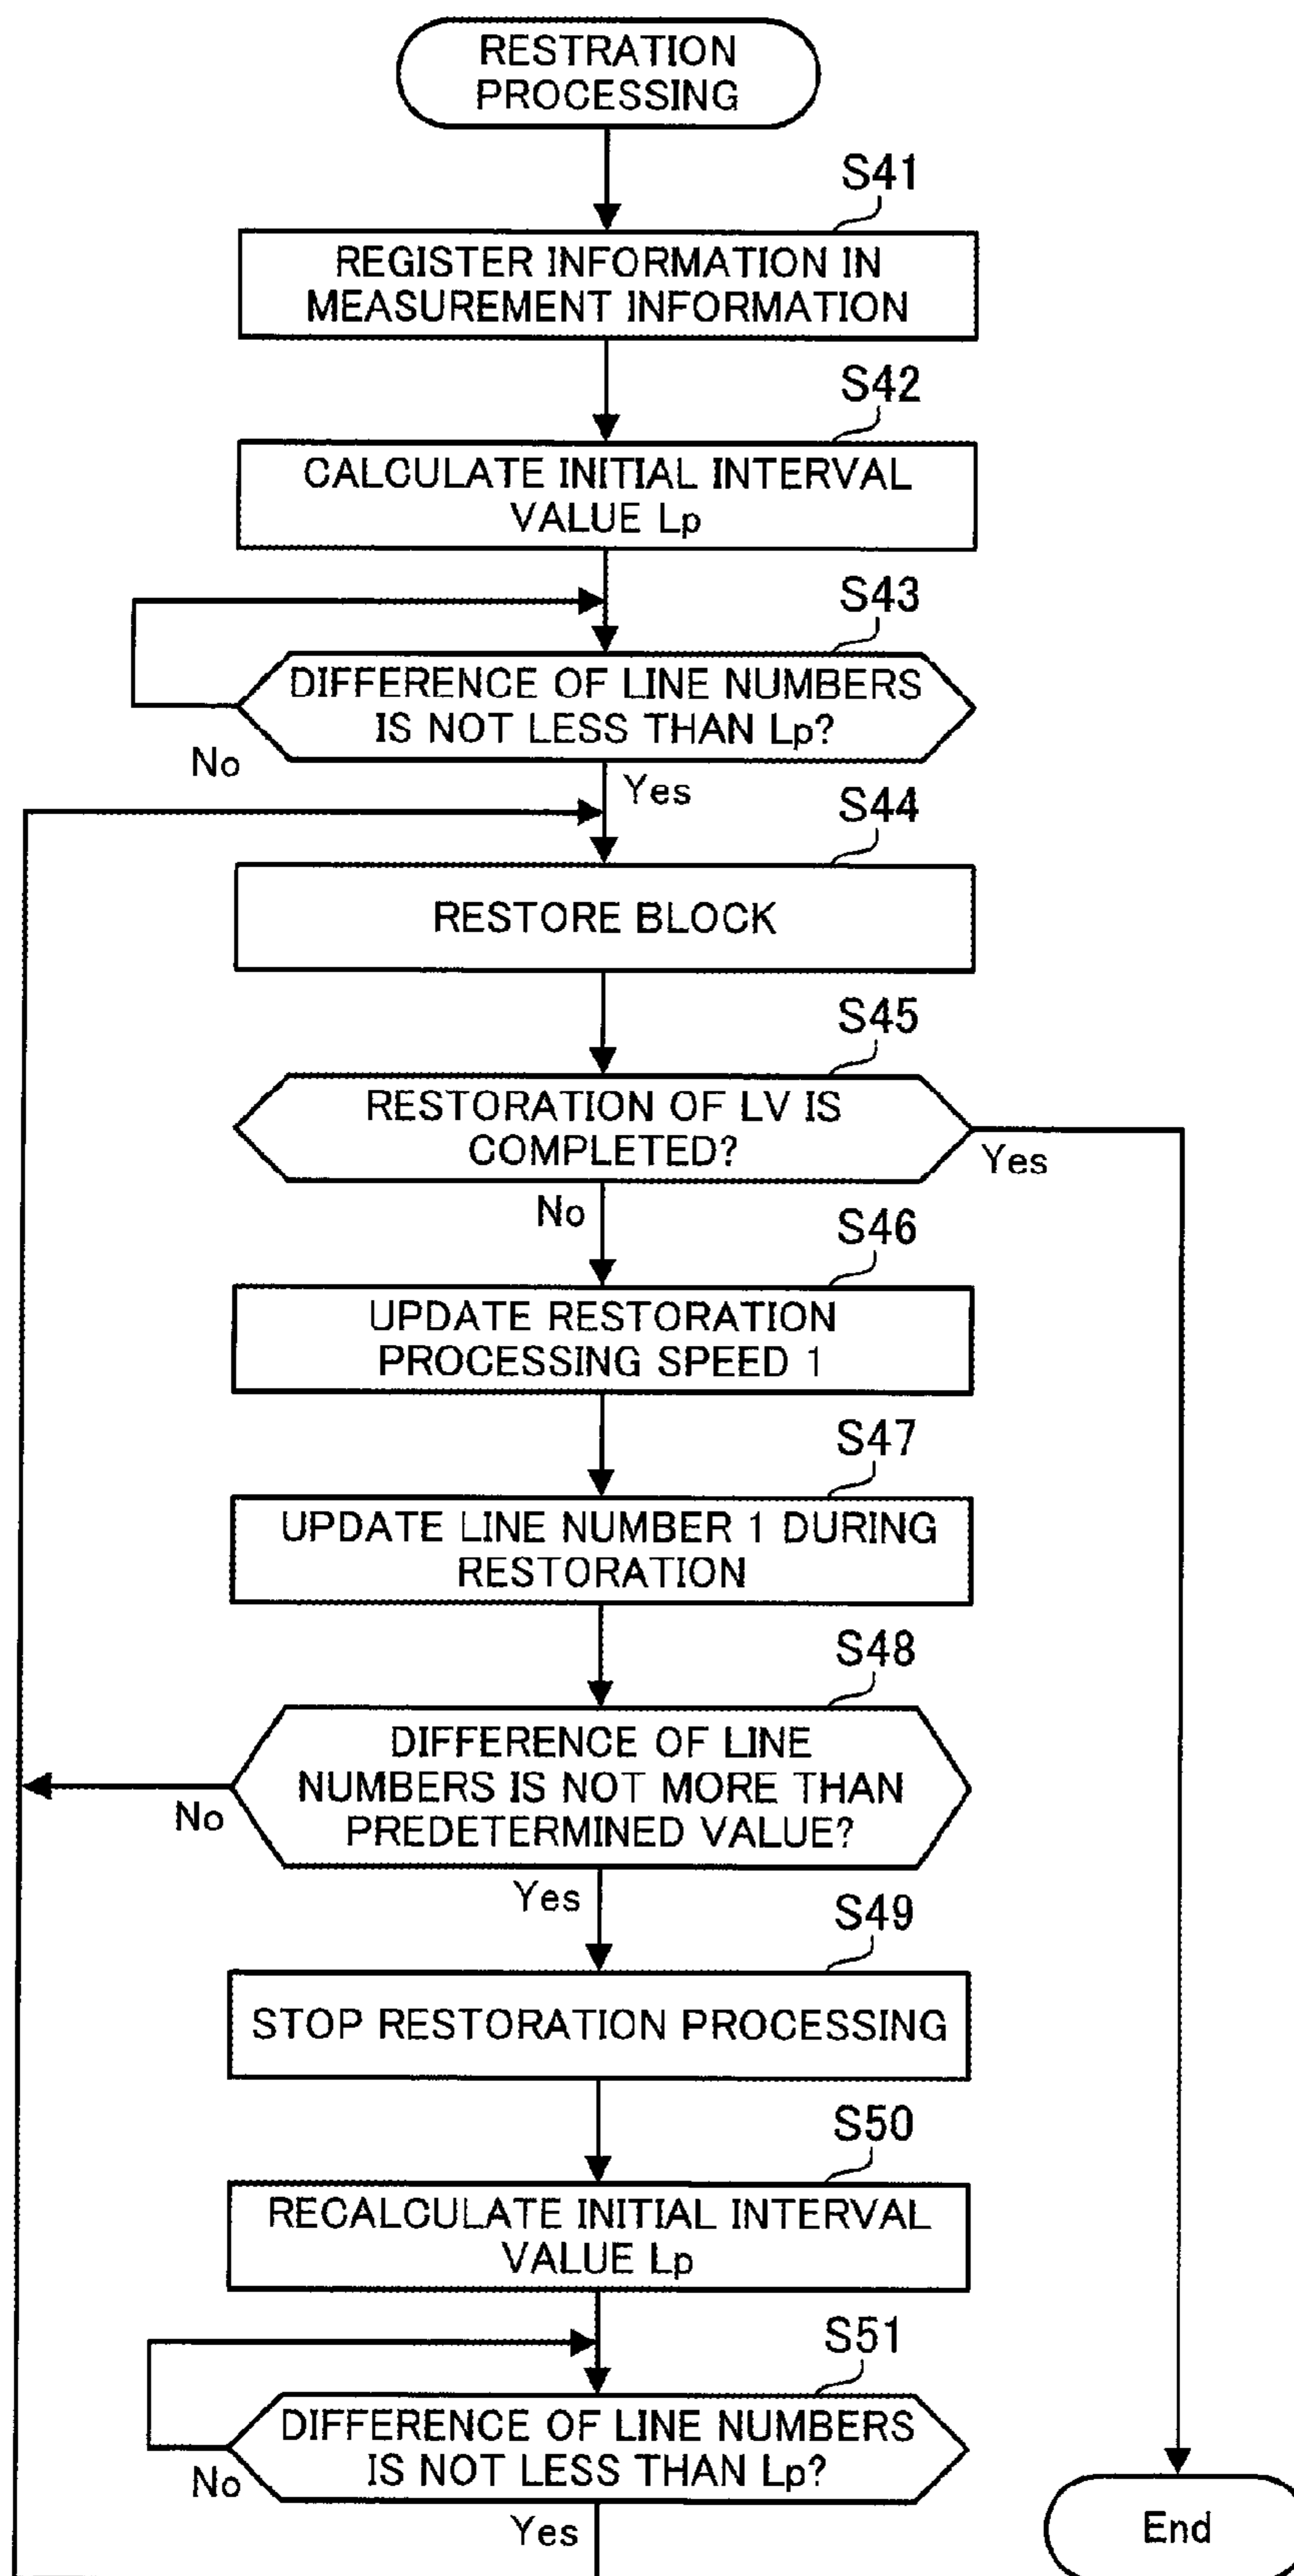 RESTRATION
PROCESSING
S41
REGISTER INFORMATION IN
MEASUREMENT INFORMATION
S42
CALCULATE INITIAL INTERVAL
VALUE Lp
S43
DIFFERENCE OF LINE NUMBERS
IS NOT LESS THAN Lp?
No
Yes
S44
RESTORE BLOCK
S45
RESTORATION OF LV IS
COMPLETED?
Yes
No
S46
UPDATE RESTORATION
PROCESSING SPEED 1
S47
UPDATE LINE NUMBER 1 DURING
RESTORATION
S48
DIFFERENCE OF LINE
NUMBERS IS NOT MORE THAN
PREDETERMINED VALUE?
No
Yes
S49
STOP RESTORATION PROCESSING
S50
RECALCULATE INITIAL INTERVAL
VALUE Lp
S51
DIFFERENCE OF LINE NUMBERS
IS NOT LESS THAN Lp?
No
Yes
End